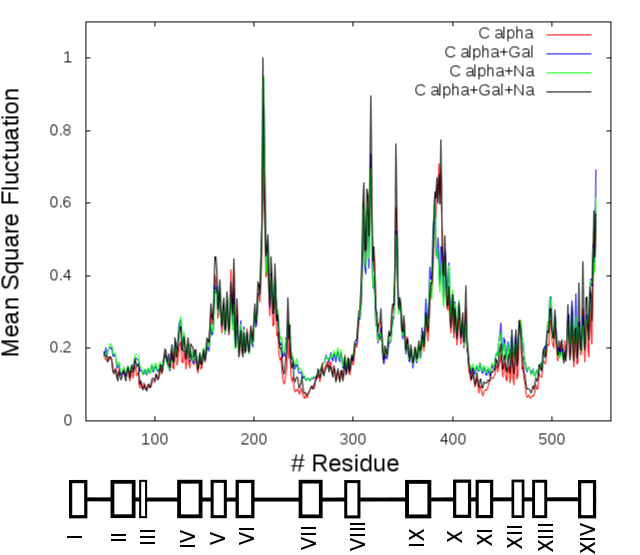 C alpha
C alpha+Gal
C alpha+Na
C alpha+Gal+Na
Mean Square Fluctuation
1
0.8
0.6
0.4
0.2
0
100 200 300 400 500
# Residue
I II III IV V VI VII VIII IX X XI XII XIII XIV